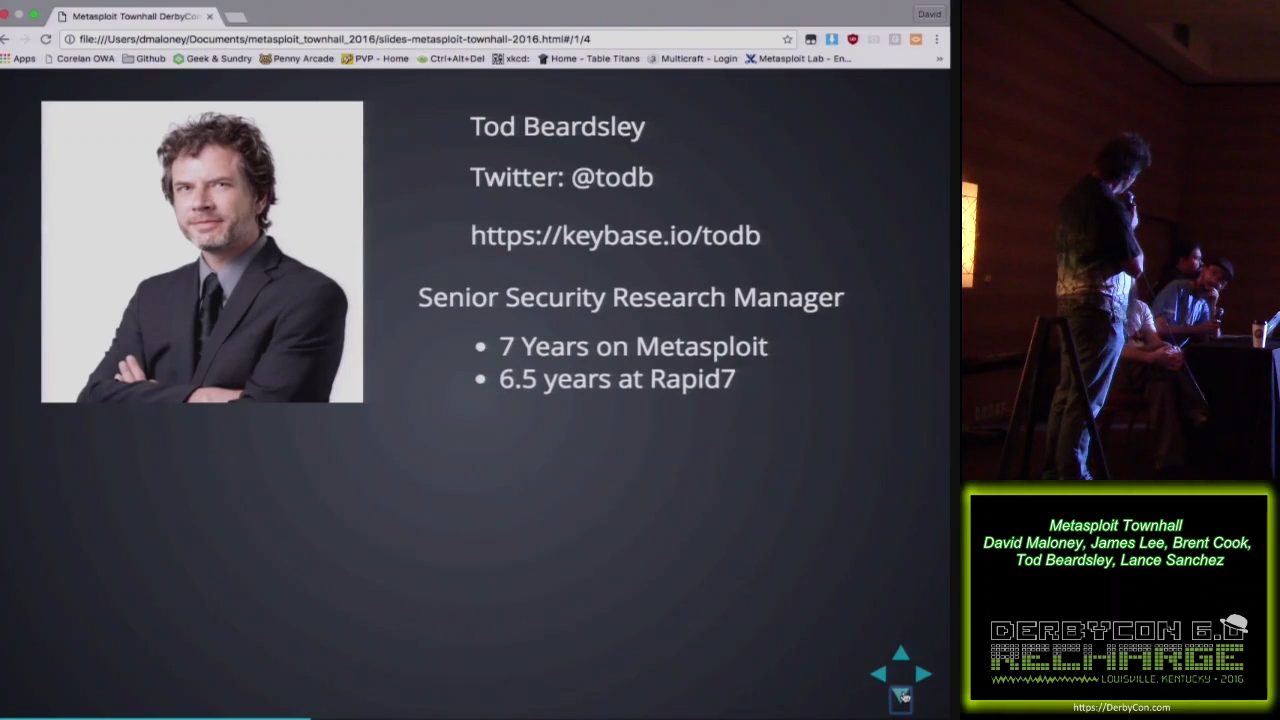 Metasploit Townhall DerbyCon
David
file:///Users/dmaloney/Documents/metasploit_townhall_2016/slides-metasploit-townhall-2016.html#/1/4
Apps Corelan OWA Github Geek & Sundry Penny Arcade PVP - Home Ctrl+Alt+Del xkcd: Home - Table Titans Multicraft - Login Metasploit Lab - En... »
Tod Beardsley
Twitter: @todb
https://keybase.io/todb
Senior Security Research Manager
• 7 Years on Metasploit
• 6.5 years at Rapid7
Metasploit Townhall
David Maloney, James Lee, Brent Cook,
Tod Beardsley, Lance Sanchez
DERBYCON 6.0
RECHARGE
LOUISVILLE, KENTUCKY • 2016
https://DerbyCon.com